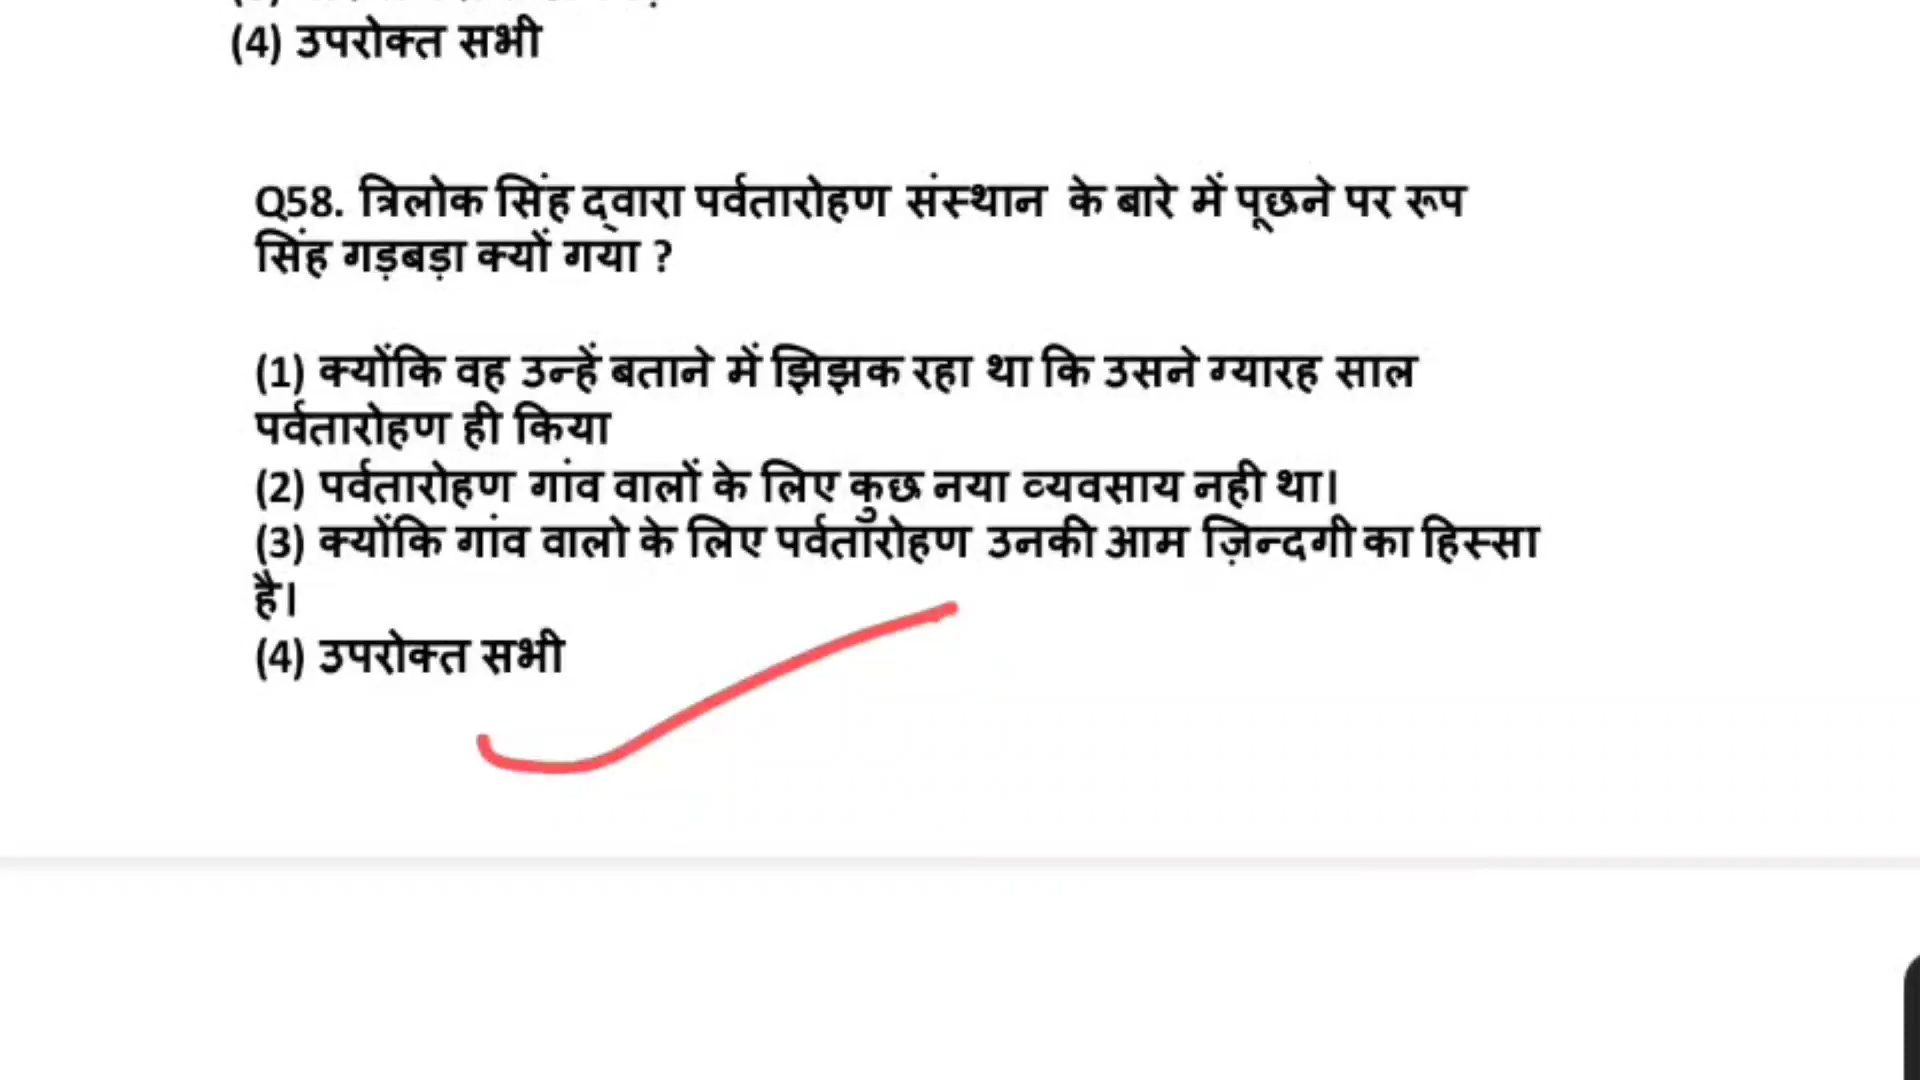 (4) उपरोक्त सभी
Q58. त्रिलोक सिंह द्वारा पर्वतारोहण संस्थान के बारे में पूछने पर रूप
सिंह गड़बड़ा क्यों गया ?
(1) क्योंकि वह उन्हें बताने में झिझक रहा था कि उसने ग्यारह साल
पर्वतारोहण ही किया
(2) पर्वतारोहण गांव वालों के लिए कुछ नया व्यवसाय नही था।
(3) क्योंकि गांव वालो के लिए पर्वतारोहण उनकी आम ज़िन्दगी का हिस्सा
है।
(4) उपरोक्त सभी